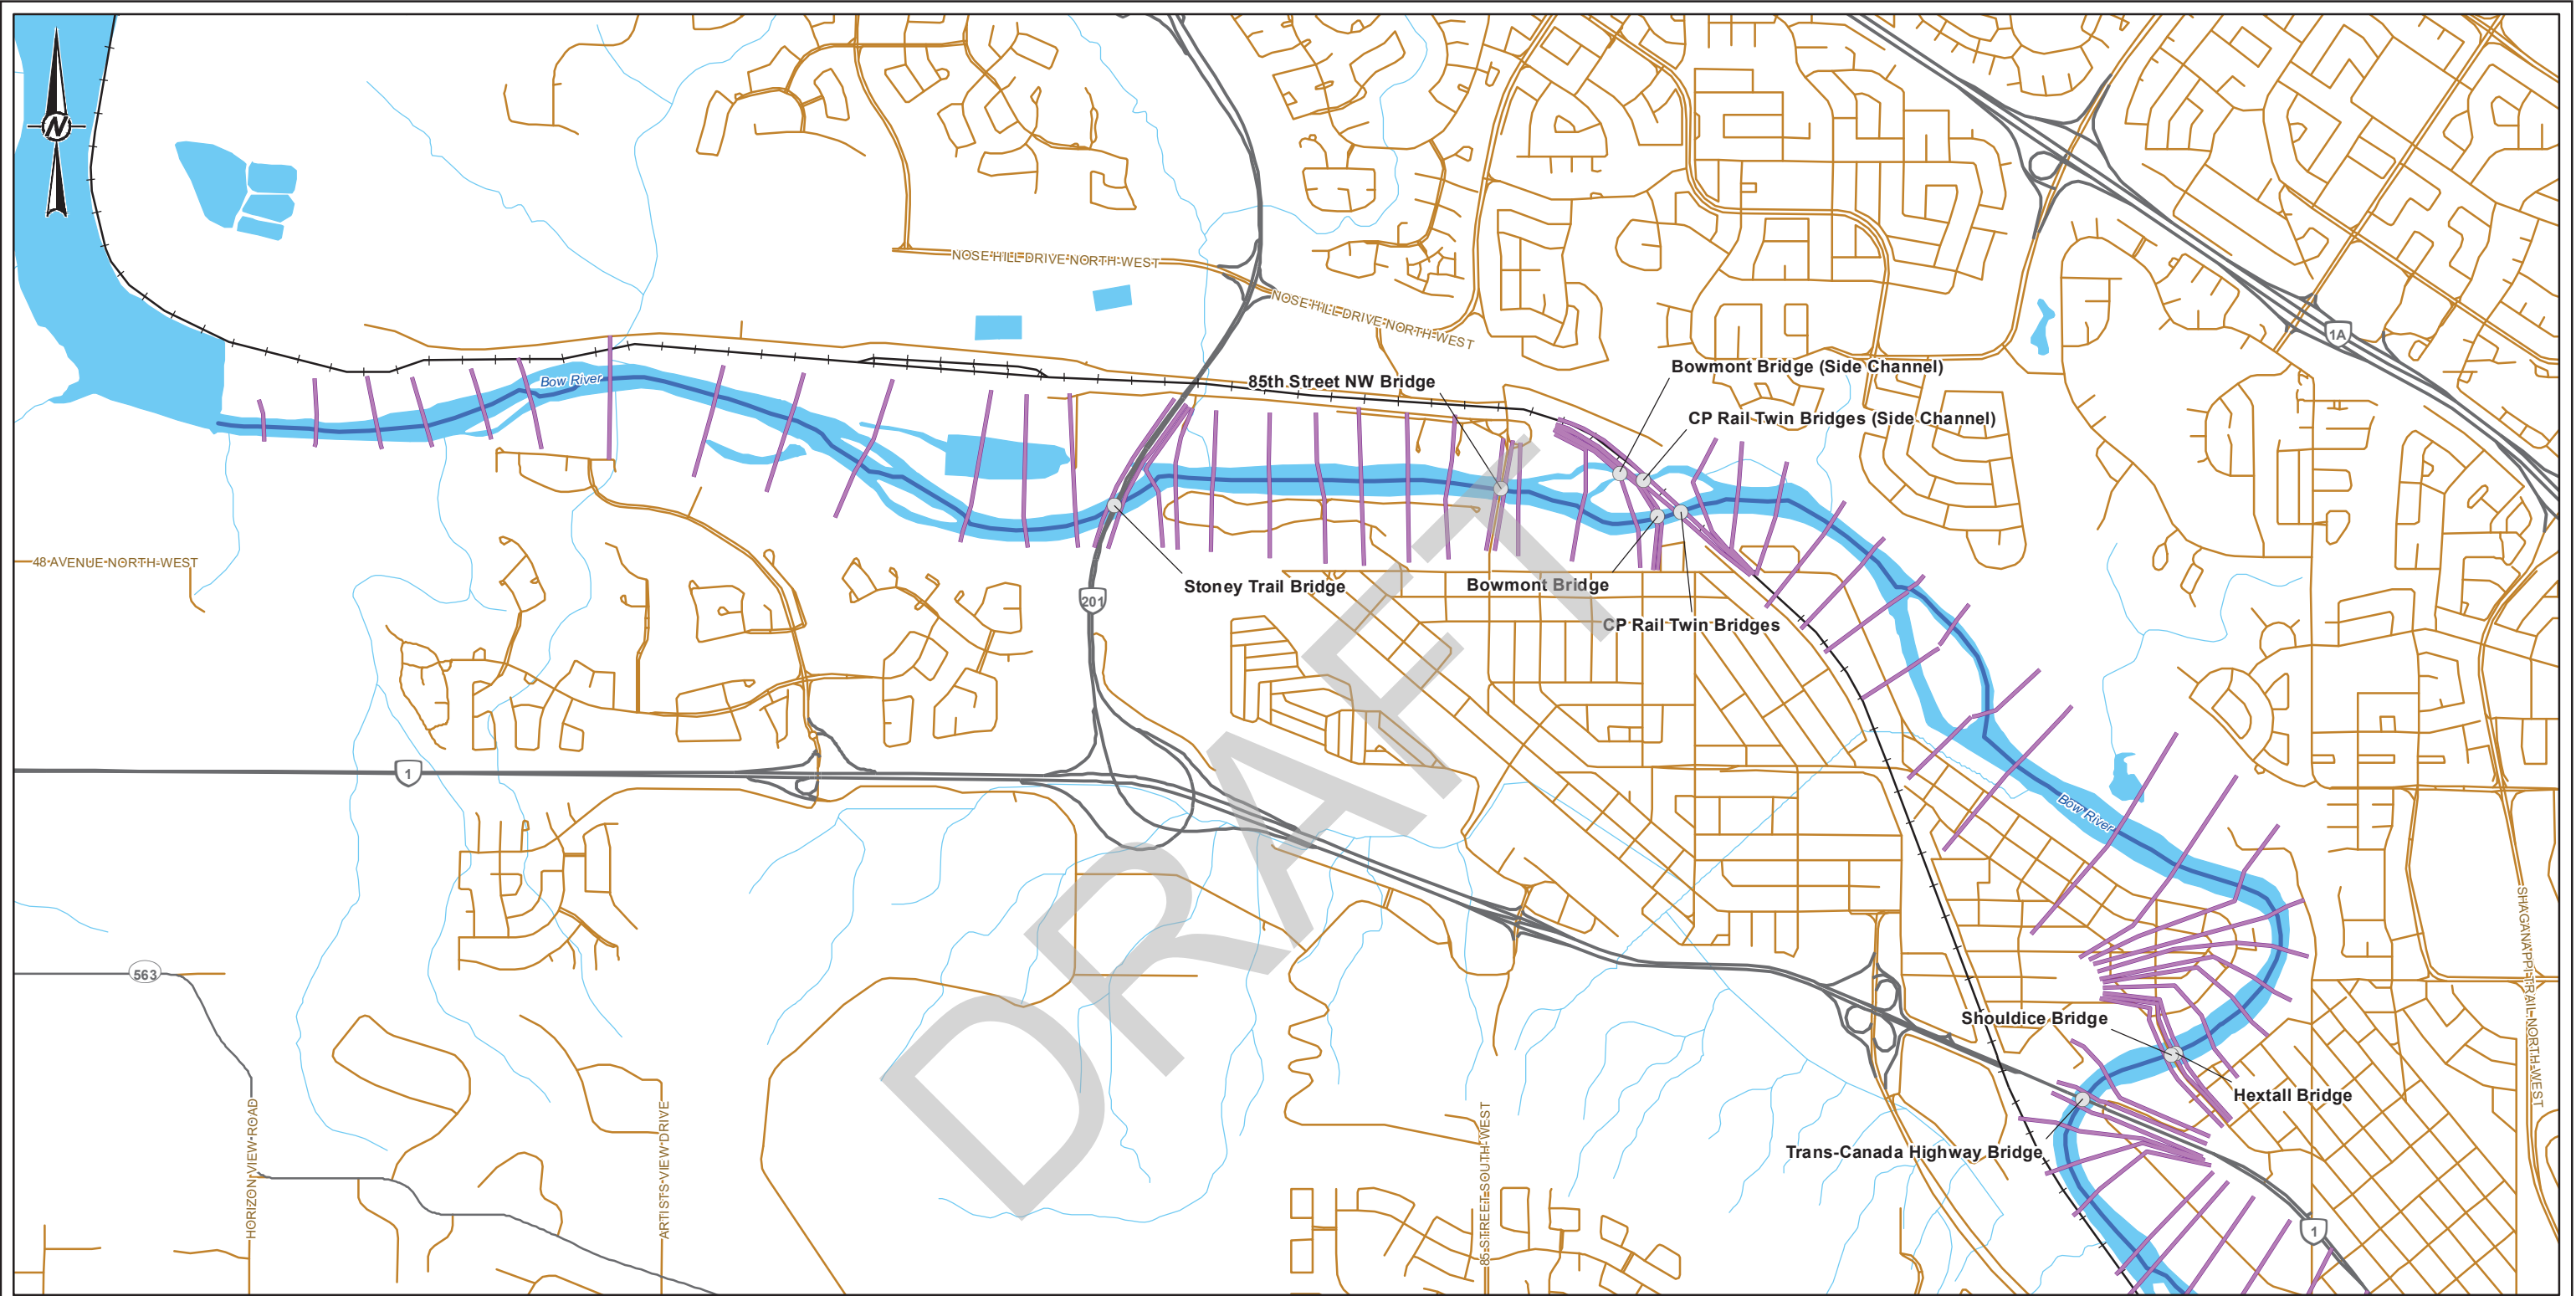 N
NOSE HILL DRIVE NORTH WEST
NOSE HILL DRIVE NORTH WEST
1A
Bowmont Bridge (Side Channel)
85th Street NW Bridge
Bow River
CP Rail Twin Bridges (Side Channel)
48 AVENUE NORTH WEST
Stoney Trail Bridge
Bowmont Bridge
201
CP Rail Twin Bridges
1
Bow River
DRAFT
563
SHAGANAPPI TRAIL NORTH WEST
Shouldice Bridge
Hextall Bridge
HORIZON VIEW ROAD
ARTISTS VIEW DRIVE
85 STREET SOUTH WEST
Trans-Canada Highway Bridge
1